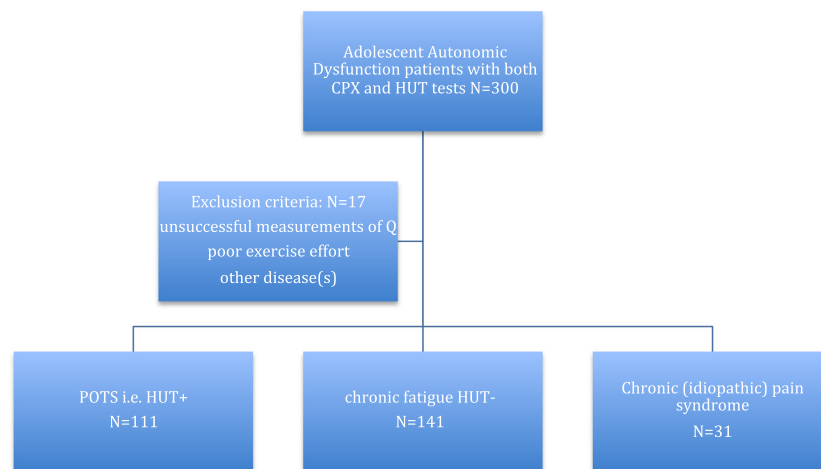 Adolescent Autonomic
Dysfunction patients with both
CPX and HUT tests N=300
Exclusion criteria: N=17
unsuccessful measurements of Q
poor exercise effort
other disease(s)
POTS i.e. HUT+
N=111
chronic fatigue HUT-
N=141
Chronic (idiopathic) pain
syndrome
N=31